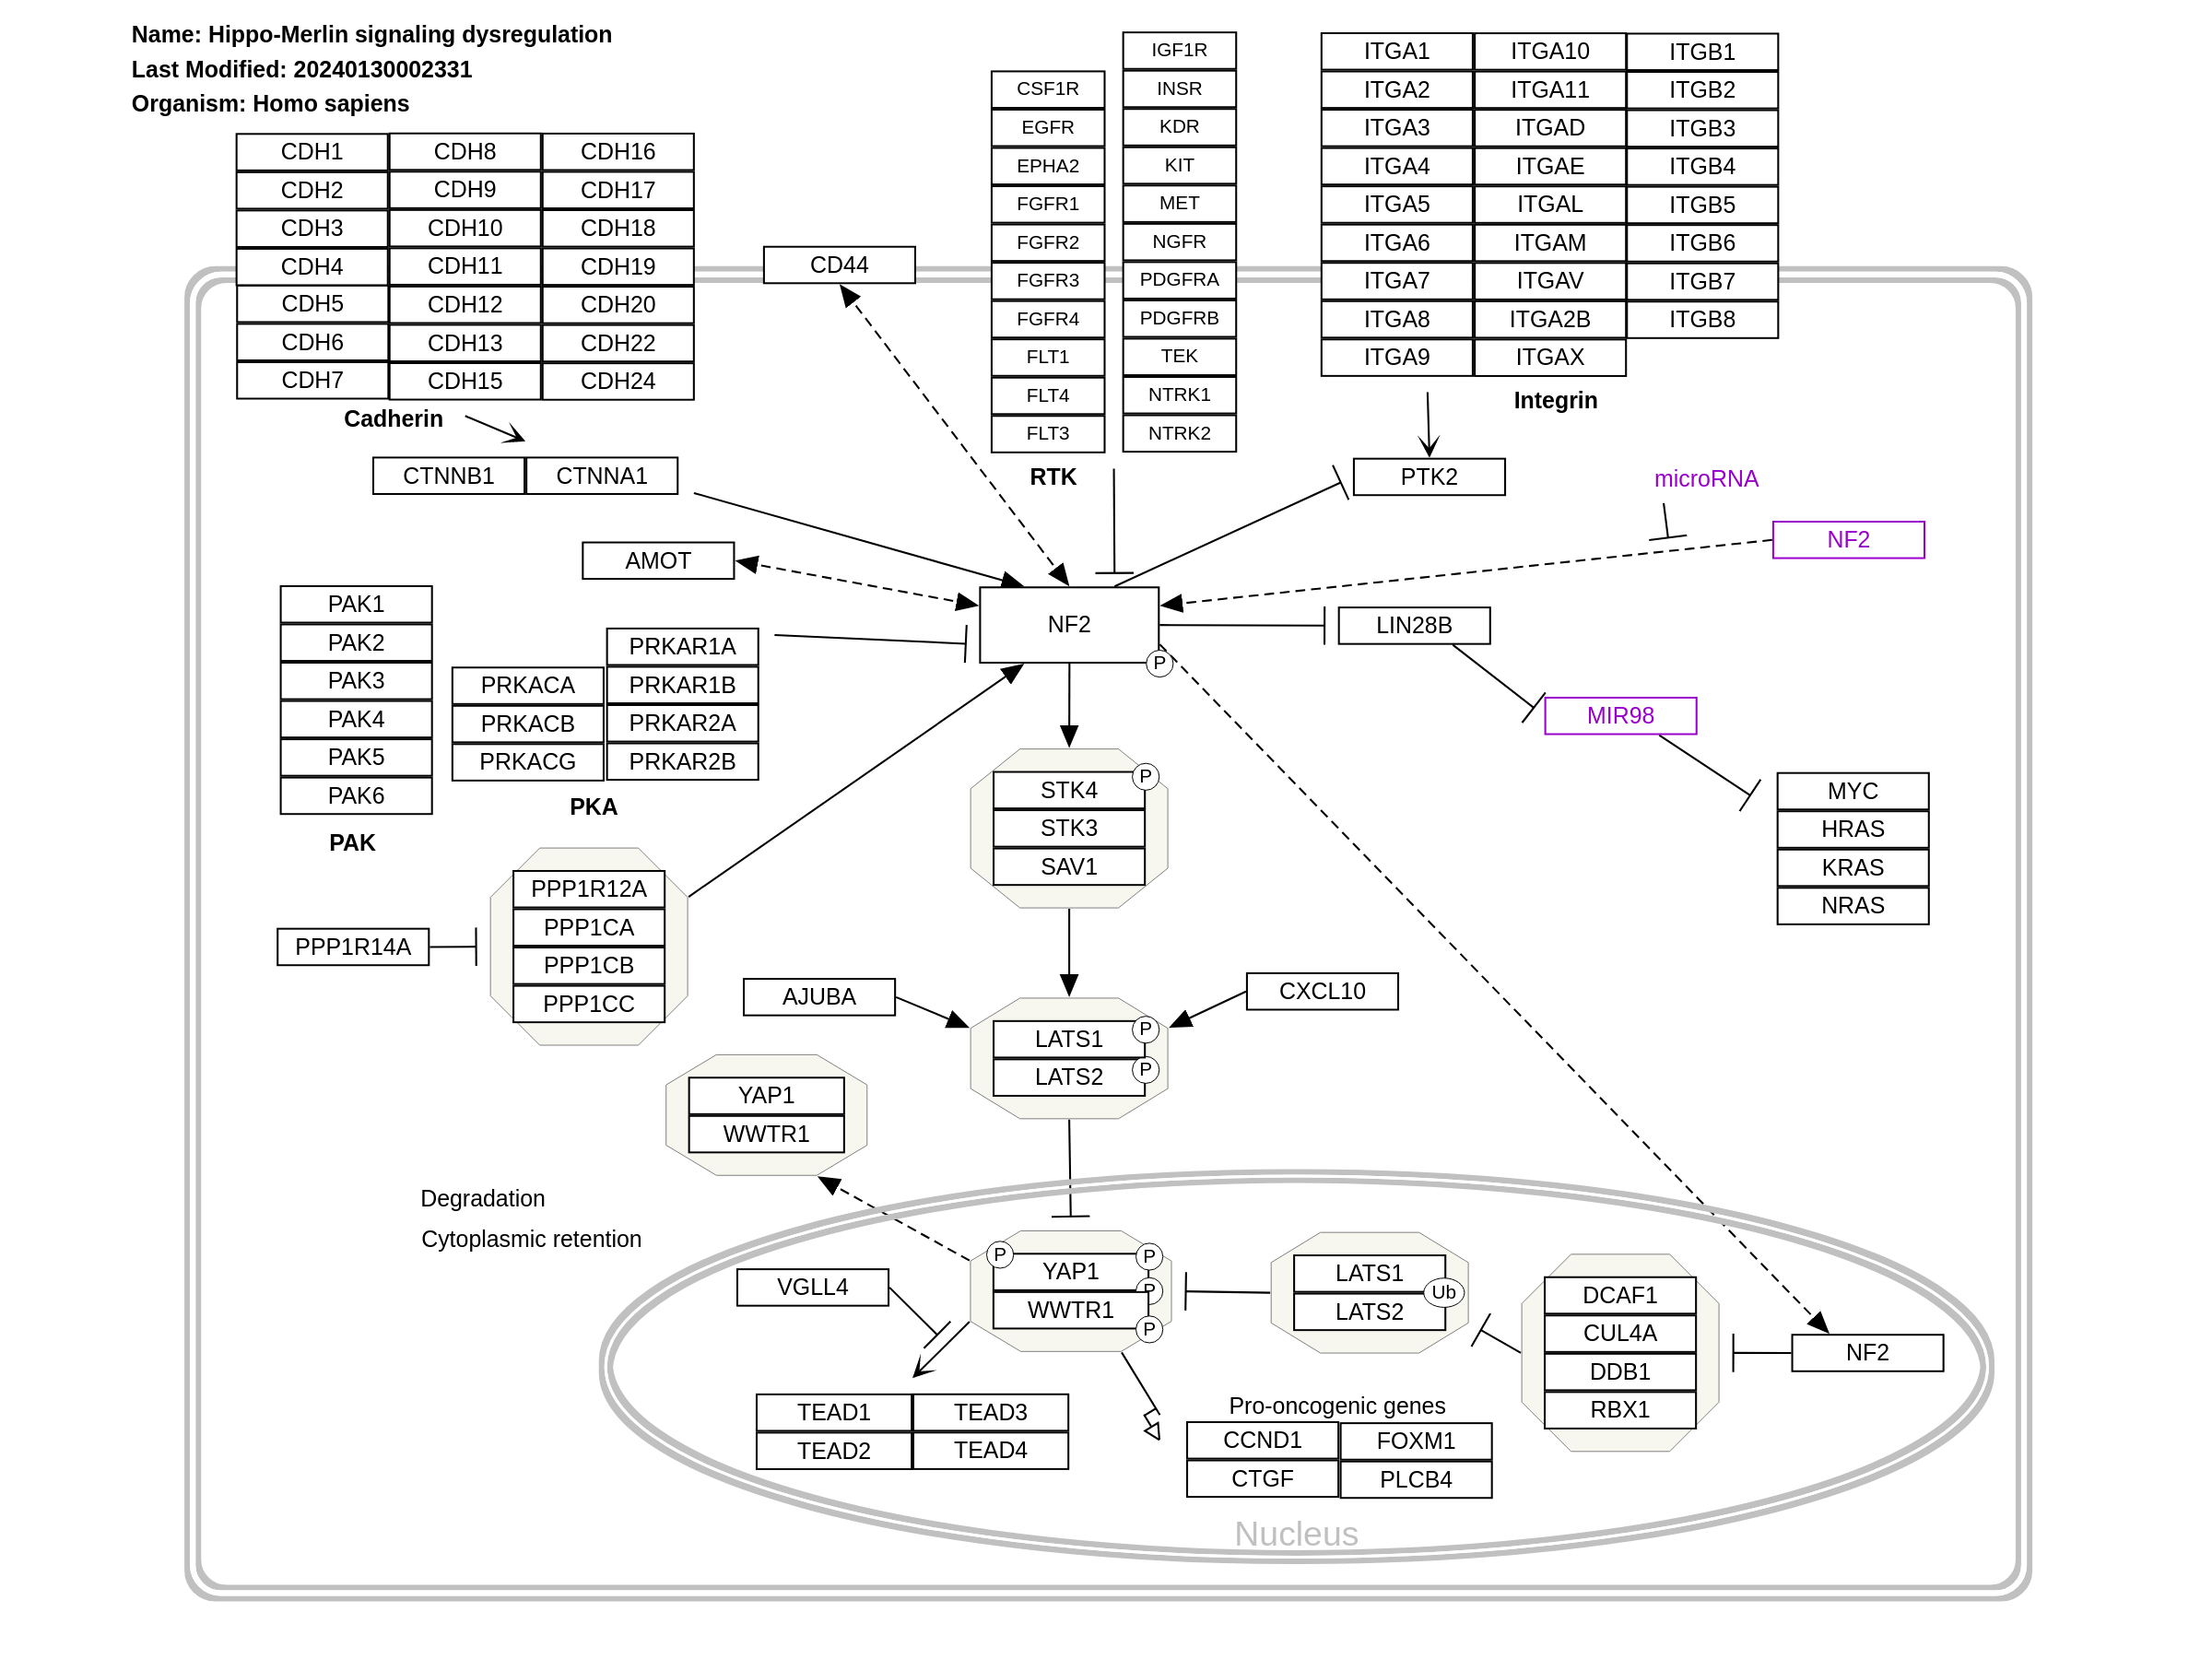 Name: Hippo-Merlin signaling dysregulation
Last Modified: 20240130002331
Organism: Homo sapiens
CDH1
CDH2
CDH3
CDH4
CDH5
CDH6
CDH7
CDH8
CDH9
CDH10
CDH11
CDH12
CDH13
CDH15
CDH16
CDH17
CDH18
CDH19
CDH20
CDH22
CDH24
Cadherin
CTNNB1
CTNNA1
CD44
CSF1R
EGFR
EPHA2
FGFR1
FGFR2
FGFR3
FGFR4
FLT1
FLT4
FLT3
IGF1R
INSR
KDR
KIT
MET
NGFR
PDGFRA
PDGFRB
TEK
NTRK1
NTRK2
RTK
ITGA1
ITGA2
ITGA3
ITGA4
ITGA5
ITGA6
ITGA7
ITGA8
ITGA9
ITGA10
ITGA11
ITGAD
ITGAE
ITGAL
ITGAM
ITGAV
ITGA2B
ITGAX
ITGB1
ITGB2
ITGB3
ITGB4
ITGB5
ITGB6
ITGB7
ITGB8
Integrin
PTK2
microRNA
NF2
AMOT
NF2
P
LIN28B
MIR98
MYC
HRAS
KRAS
NRAS
PAK1
PAK2
PAK3
PAK4
PAK5
PAK6
PAK
PRKACA
PRKACB
PRKACG
PRKAR1A
PRKAR1B
PRKAR2A
PRKAR2B
PKA
STK4
P
STK3
SAV1
PPP1R12A
PPP1CA
PPP1CB
PPP1CC
PPP1R14A
AJUBA
CXCL10
LATS1
P
LATS2
P
YAP1
WWTR1
Degradation
Cytoplasmic retention
VGLL4
P
YAP1
P
P
WWTR1
P
LATS1
LATS2
Ub
DCAF1
CUL4A
DDB1
RBX1
NF2
TEAD1
TEAD2
TEAD3
TEAD4
Pro-oncogenic genes
CCND1
CTGF
FOXM1
PLCB4
Nucleus